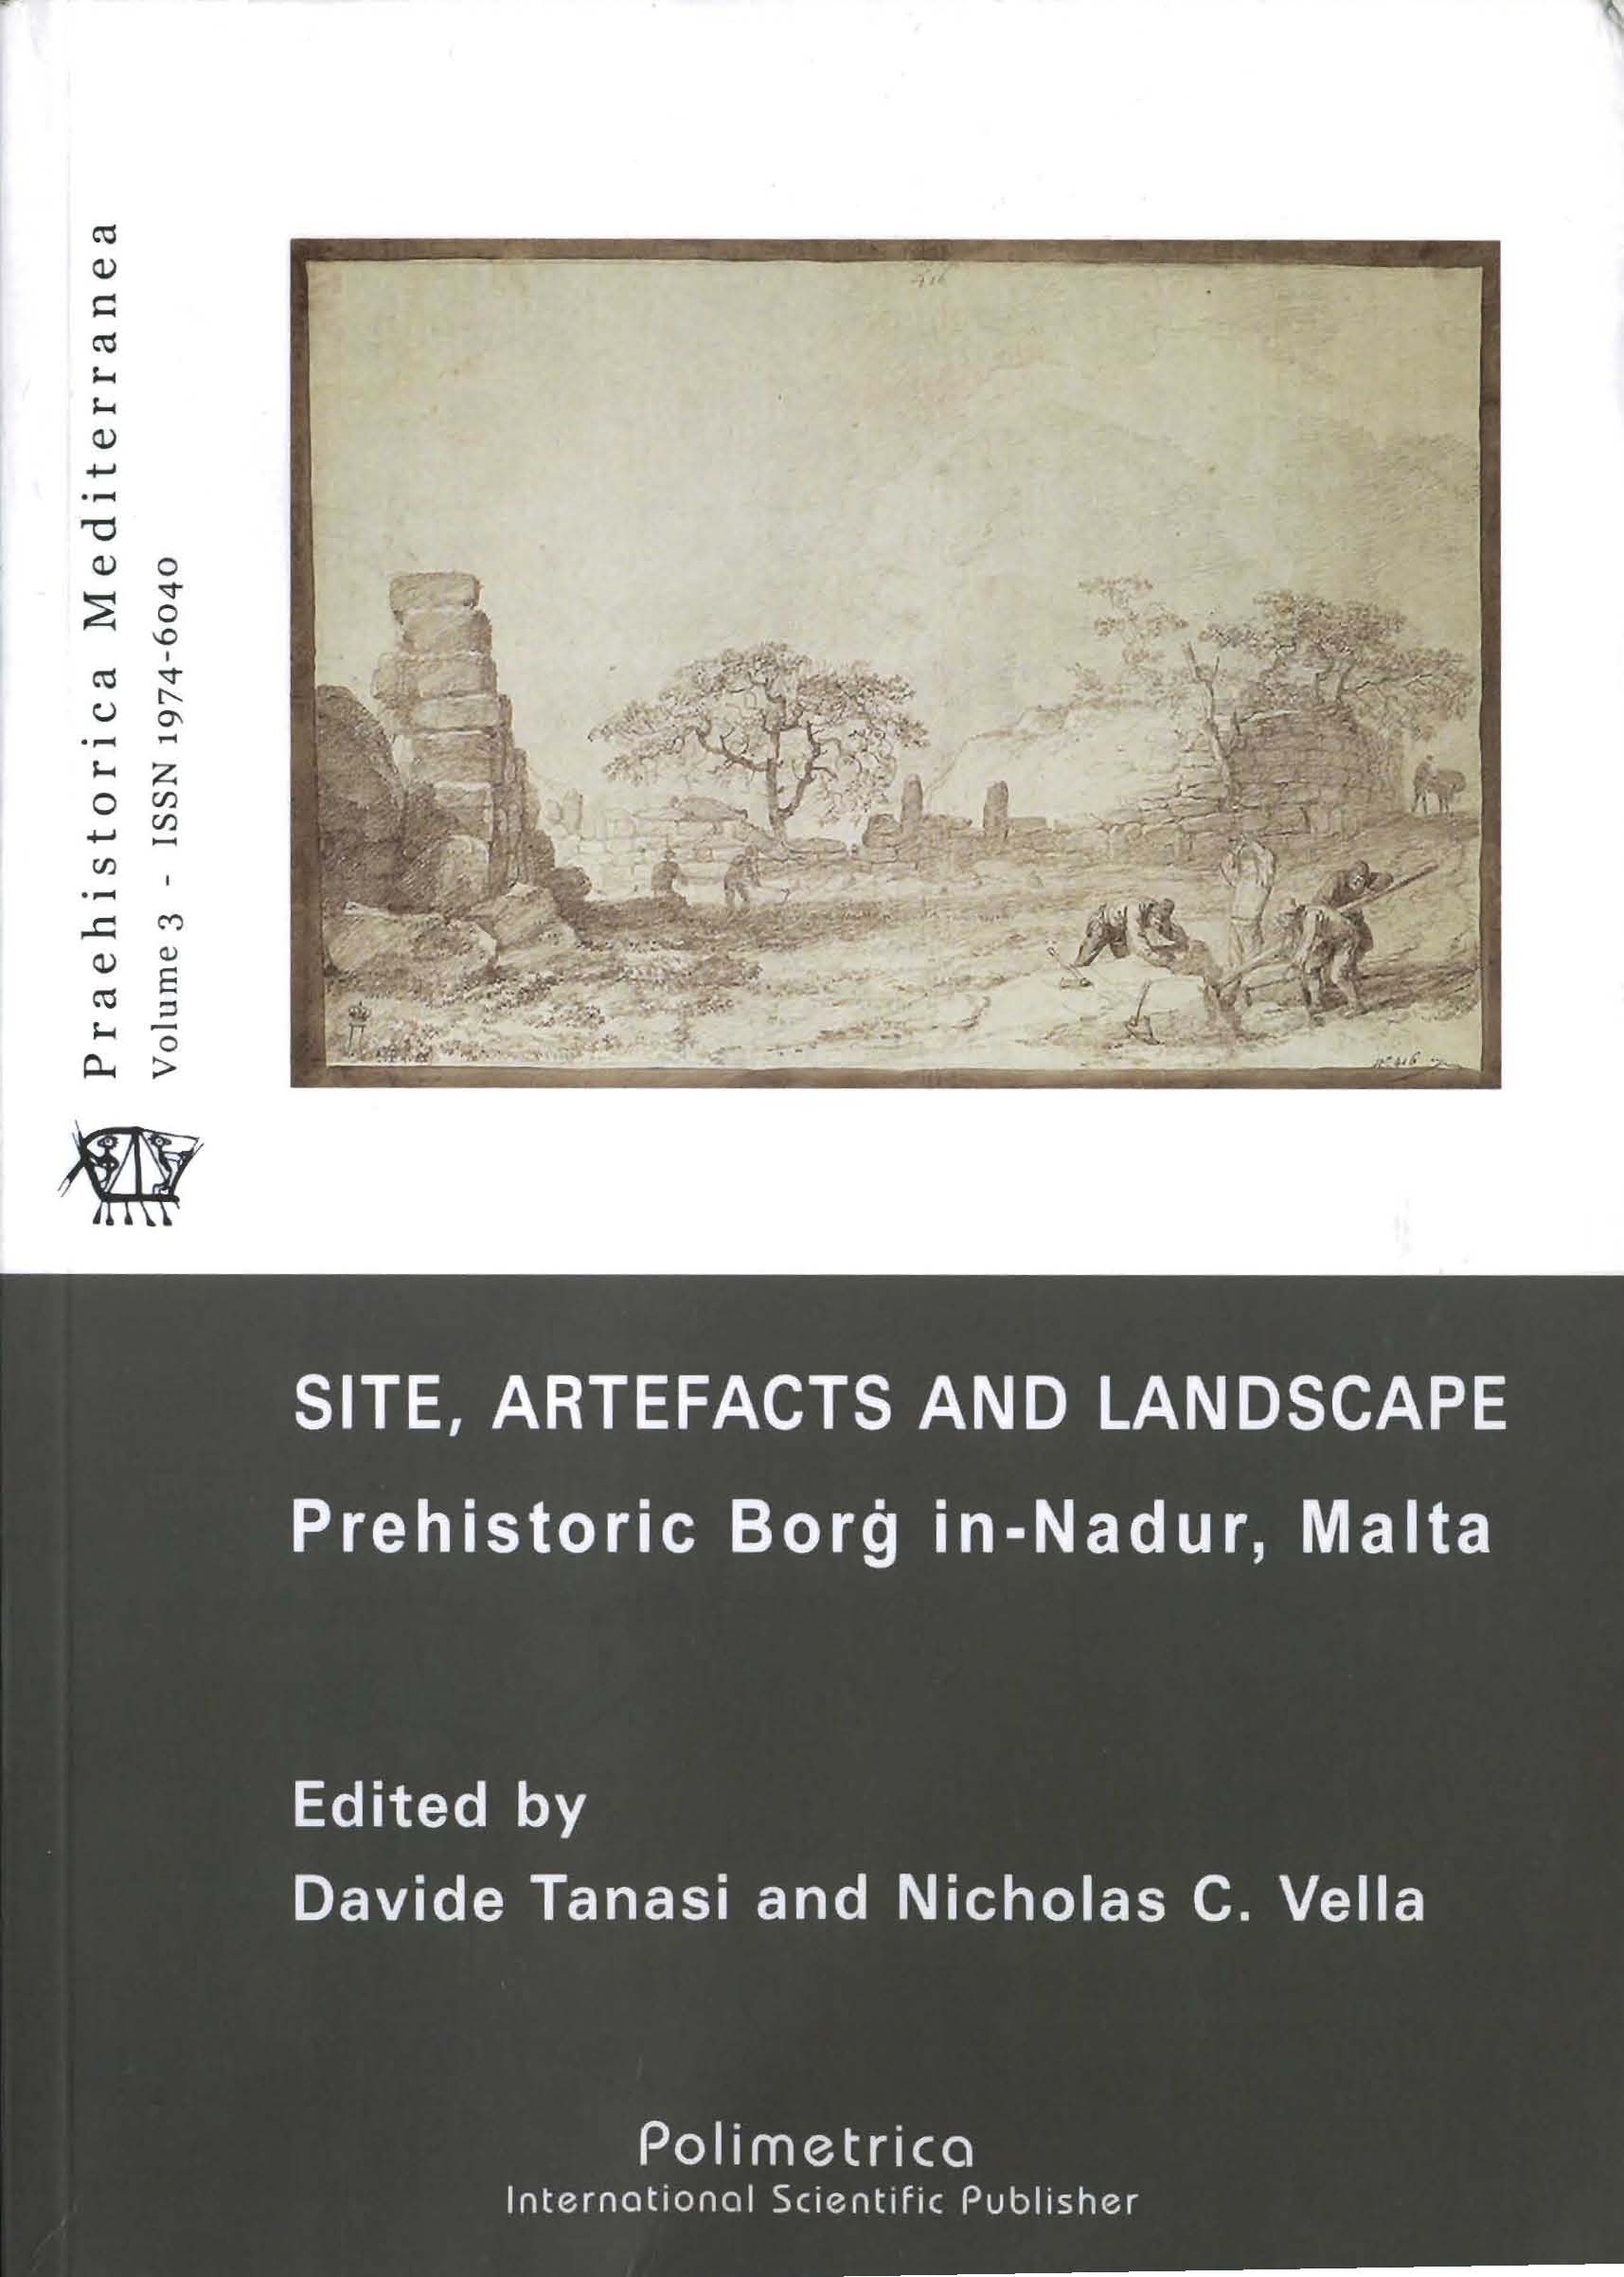 Praehistorica Mediterranea
Volume 3 - ISSN 1974-6040
416
SITE, ARTEFACTS AND LANDSCAPE
Prehistoric Borġ in-Nadur, Malta
Edited by
Davide Tanasi and Nicholas C. Vella
Polimetrica
International Scientific Publisher